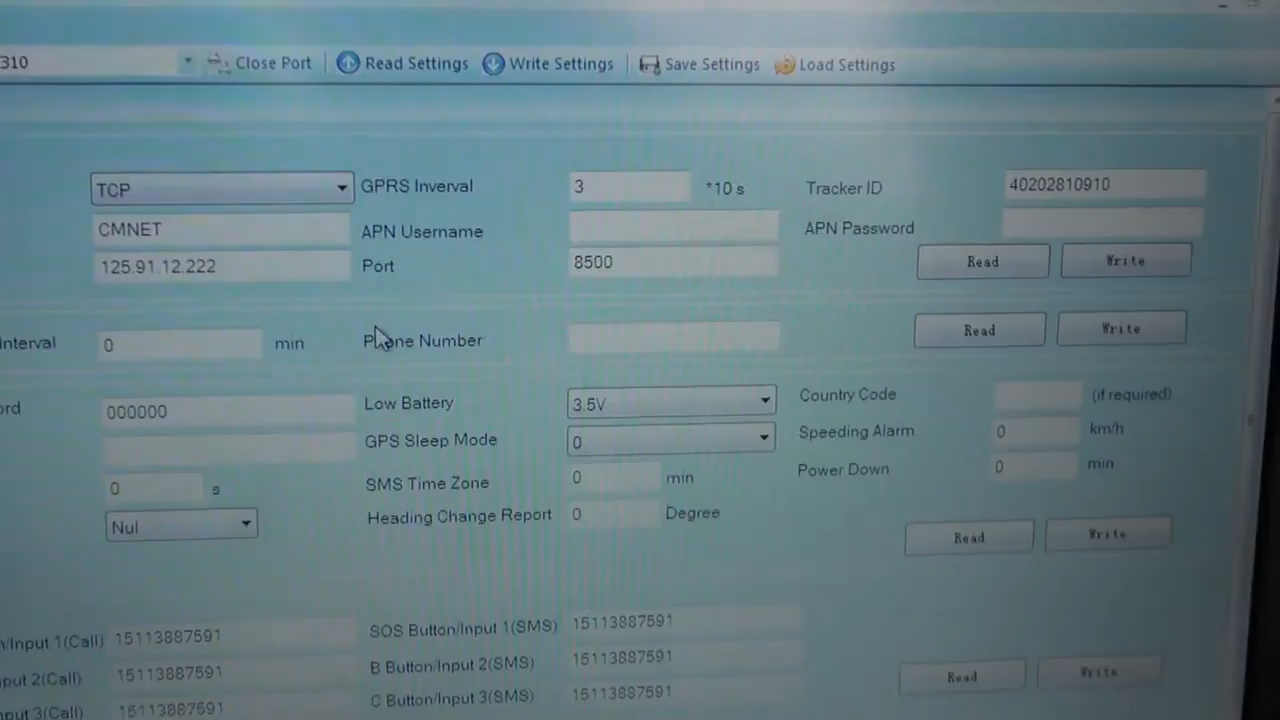 310 Close Port Read Settings Write Settings Save Settings Load Settings
TCP GPRS Inverval 3 *10 s Tracker ID 40202810910
CMNET APN Username APN Password
125.91.12.222 Port 8500 Read Write
Interval 0 min Phone Number Read Write
ord 000000 Low Battery 3.5V Country Code (if required)
GPS Sleep Mode 0 Speeding Alarm 0 km/h
0 s SMS Time Zone 0 min Power Down 0 min
Nul Heading Change Report 0 Degree
Read Write
n/Input 1(Call) 15113887591 SOS Button/Input 1(SMS) 15113887591
nput 2(Call) 15113887591 B Button/Input 2(SMS) 15113887591 Read Write
nput 3(Call) 15113887591 C Button/Input 3(SMS) 15113887591